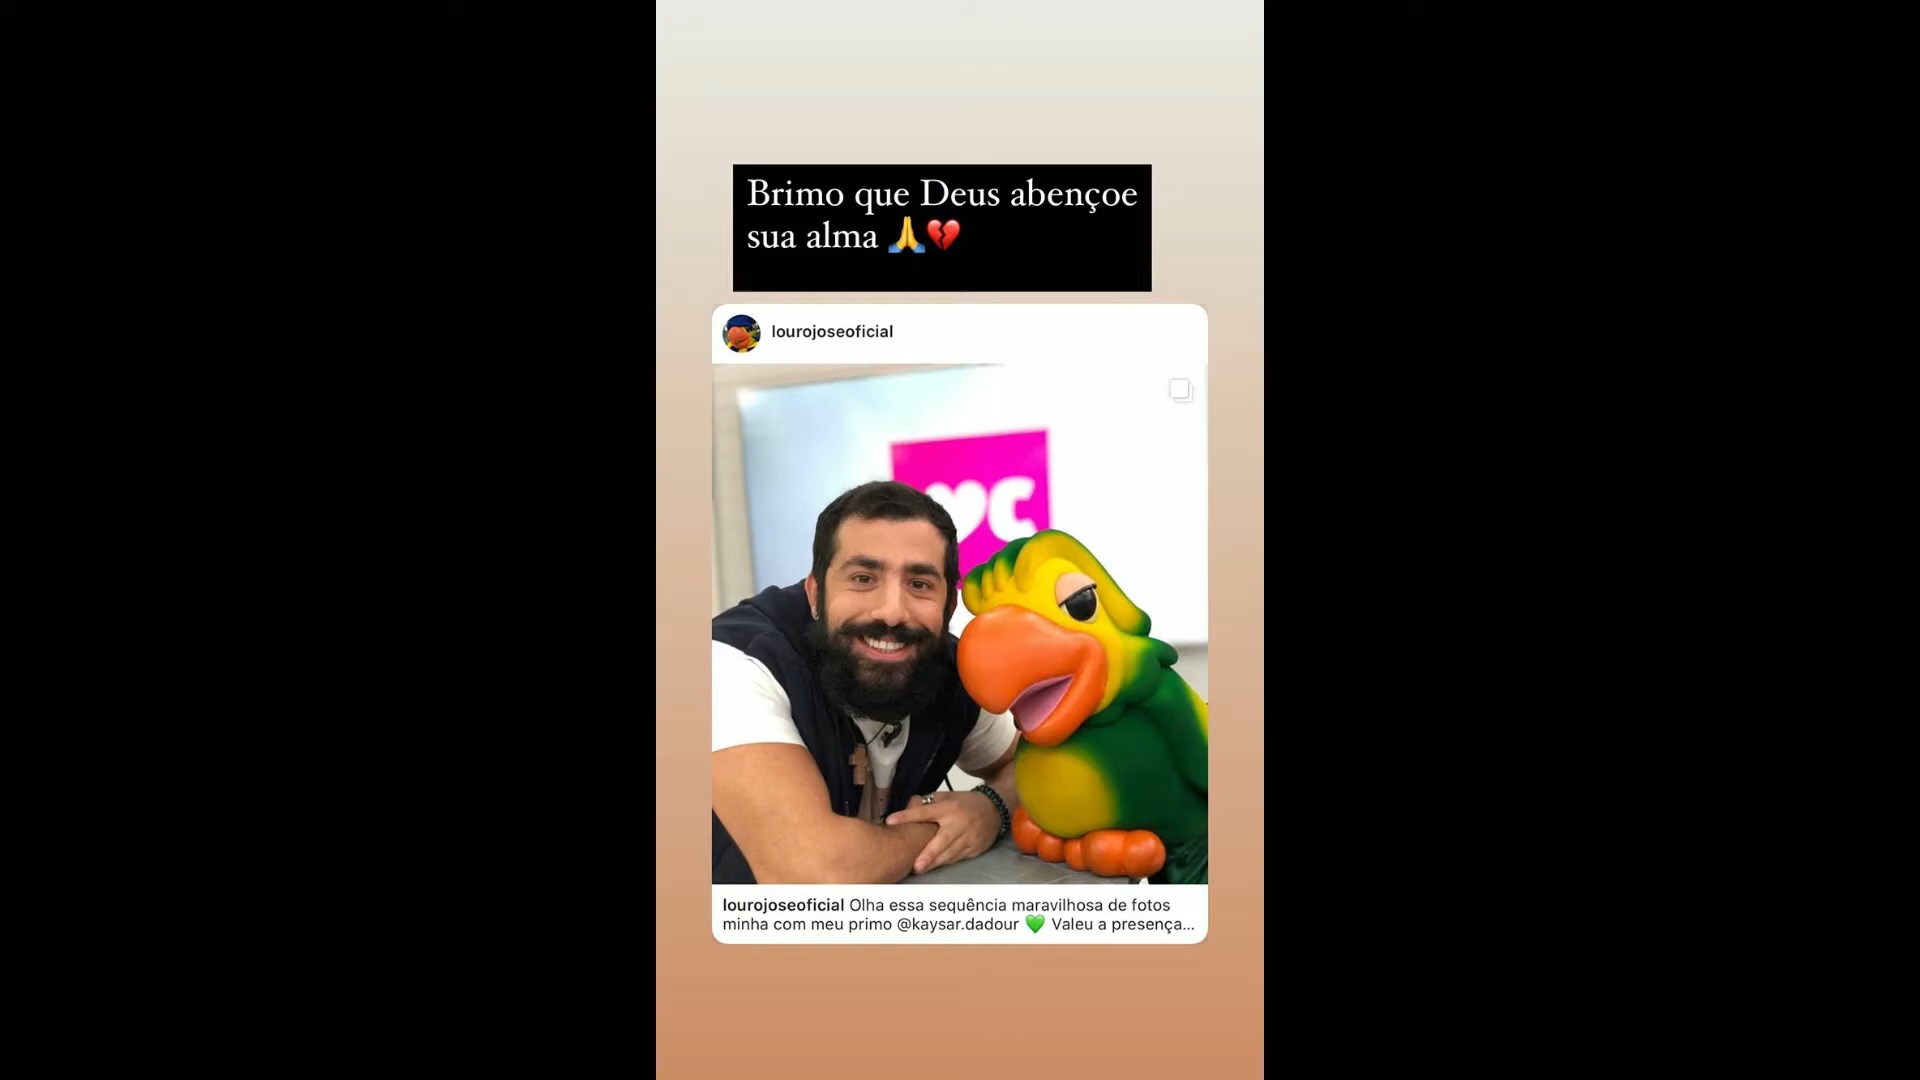 Brimo que Deus abençoe
sua alma 🙏💔
lourojoseoficial
C
lourojoseoficial Olha essa sequência maravilhosa de fotos
minha com meu primo @kaysar.dadour 💚 Valeu a presença...